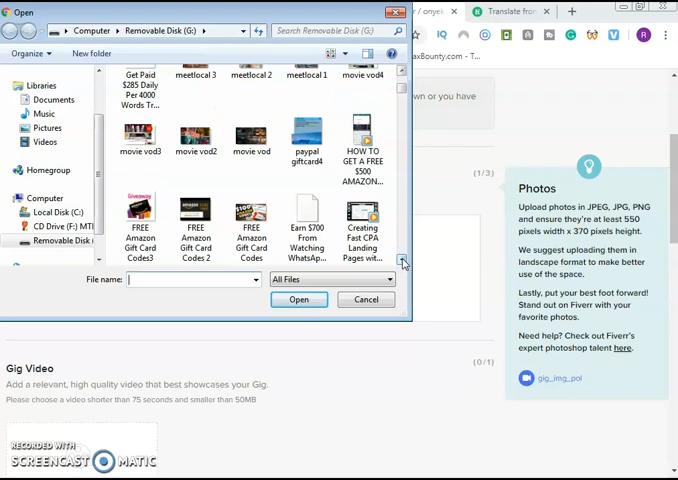 Open
Computer
Removable Disk (G:)
Search Removable Disk (G:)
Organize
New folder
Libraries
Documents
Music
Pictures
Videos
Homegroup
Computer
Local Disk (C:)
CD Drive (F:) MTI
Removable Disk
Get Paid
$285 Daily
Per 4000
Words Tr...
meetlocal 3
meetlocal 2
meetlocal 1
movie vod4
movie vod3
movie vod2
movie vod
paypal
giftcard4
HOW TO
GET A FREE
$500
AMAZON...
FREE
Amazon
Gift Card
Codes3
FREE
Amazon
Gift Card
Codes 2
FREE
Amazon
Gift Card
Codes
Earn $700
From
Watching
WhatsApp...
Creating
Fast CPA
Landing
Pages wit...
Giveaway
File name:
All Files
Open
Cancel
/ onyek
Translate from
axBounty.com - T...
IQ
R
own or you have
(1/3)
Photos
Upload photos in JPEG, JPG, PNG
and ensure they're at least 550
pixels width x 370 pixels height.
We suggest uploading them in
landscape format to make better
use of the space.
Lastly, put your best foot forward!
Stand out on Fiverr with your
favorite photos.
Need help? Check out Fiverr's
expert photoshop talent here.
gig_img_pol
Gig Video
(0/1)
Add a relevant, high quality video that best showcases your Gig.
Please choose a video shorter than 75 seconds and smaller than 50MB
RECORDED WITH
SCREENCAST MATIC